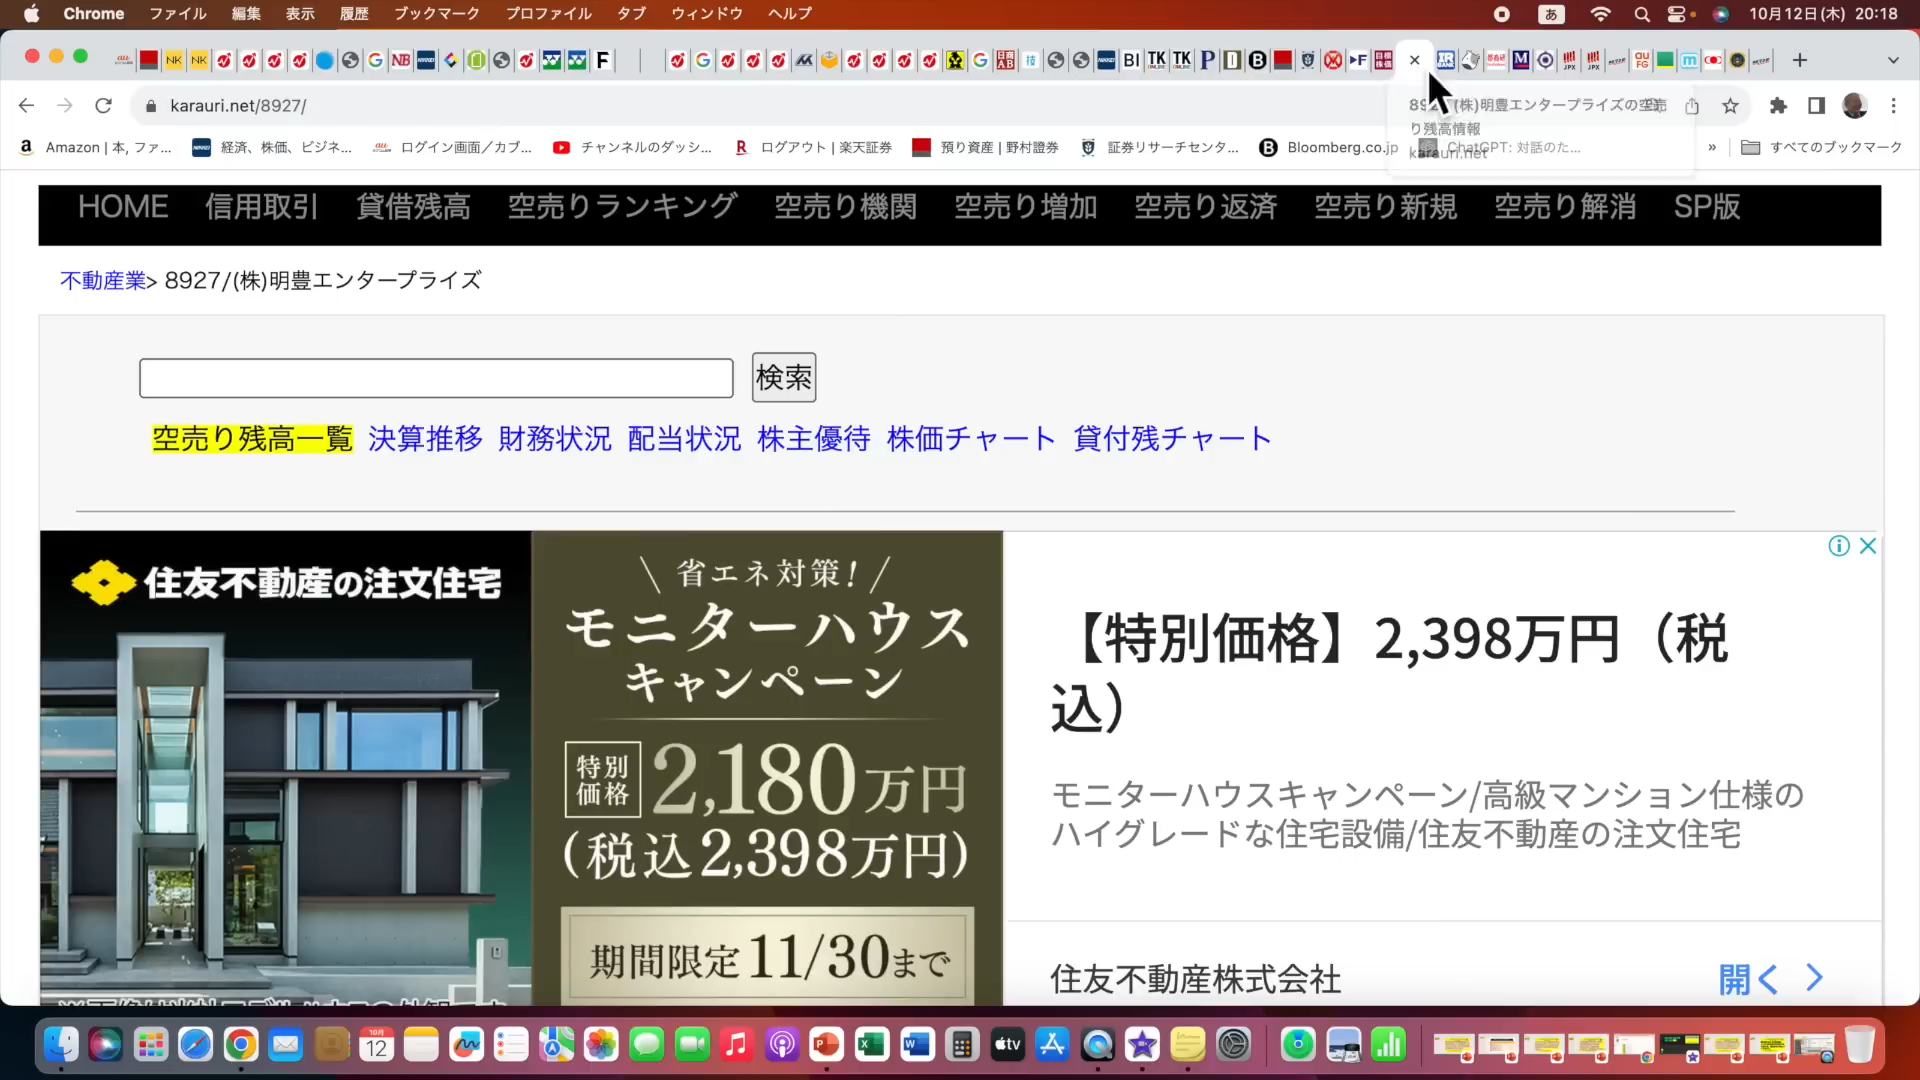 Chrome ファイル 編集 表示 履歴 ブックマーク プロファイル タブ ウィンドウ ヘルプ
あ 10月12日(木) 20:18
karauri.net/8927/
8927/(株)明豊エンタープライズの空売
り残高情報
karauri.net
Amazon | 本, ファ... 経済、株価、ビジネ... ログイン画面／カブ... チャンネルのダッシ... ログアウト | 楽天証券 預り資産 | 野村證券 証券リサーチセンタ... Bloomberg.co.jp ChatGPT: 対話のた... » すべてのブックマーク
HOME 信用取引 貸借残高 空売りランキング 空売り機関 空売り増加 空売り返済 空売り新規 空売り解消 SP版
不動産業> 8927/(株)明豊エンタープライズ
検索
空売り残高一覧 決算推移 財務状況 配当状況 株主優待 株価チャート 貸付残チャート
住友不動産の注文住宅
省エネ対策！
モニターハウス
キャンペーン
特別価格 2,180万円
(税込2,398万円)
期間限定11/30まで
【特別価格】2,398万円（税
込）
モニターハウスキャンペーン/高級マンション仕様の
ハイグレードな住宅設備/住友不動産の注文住宅
住友不動産株式会社
開く
10月
12
tv